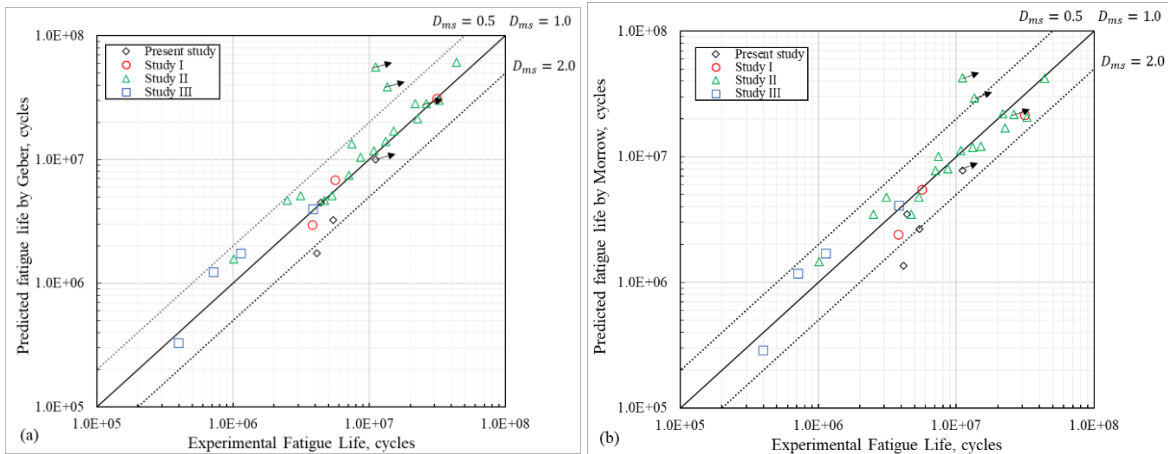 D_ms = 0.5 D_ms = 1.0
D_ms = 2.0
1.0E+08
1.0E+07
1.0E+06
1.0E+05
Predicted fatigue life by Geber, cycles
Present study
Study I
Study II
Study III
(a)
1.0E+05 1.0E+06 1.0E+07 1.0E+08
Experimental Fatigue Life, cycles
D_ms = 0.5 D_ms = 1.0
D_ms = 2.0
1.0E+08
1.0E+07
1.0E+06
1.0E+05
Predicted fatigue life by Morrow, cycles
Present study
Study I
Study II
Study III
(b)
1.0E+05 1.0E+06 1.0E+07 1.0E+08
Experimental Fatigue Life, cycles